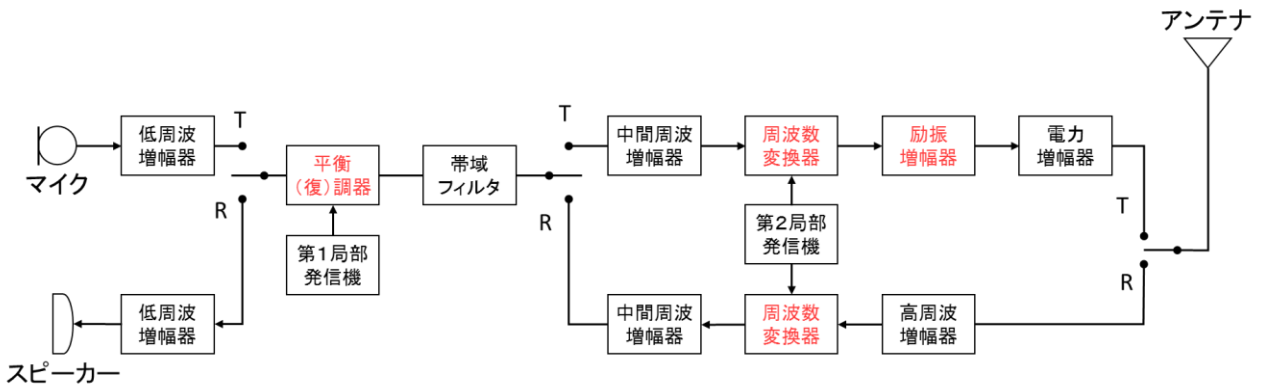 アンテナ
低周波
増幅器
T
マイク
平衡
(復)調器
帯域
フィルタ
T
中間周波
増幅器
周波数
変換器
励振
増幅器
電力
増幅器
T
R
R
R
第1局部
発信機
第2局部
発信機
低周波
増幅器
スピーカー
中間周波
増幅器
周波数
変換器
高周波
増幅器